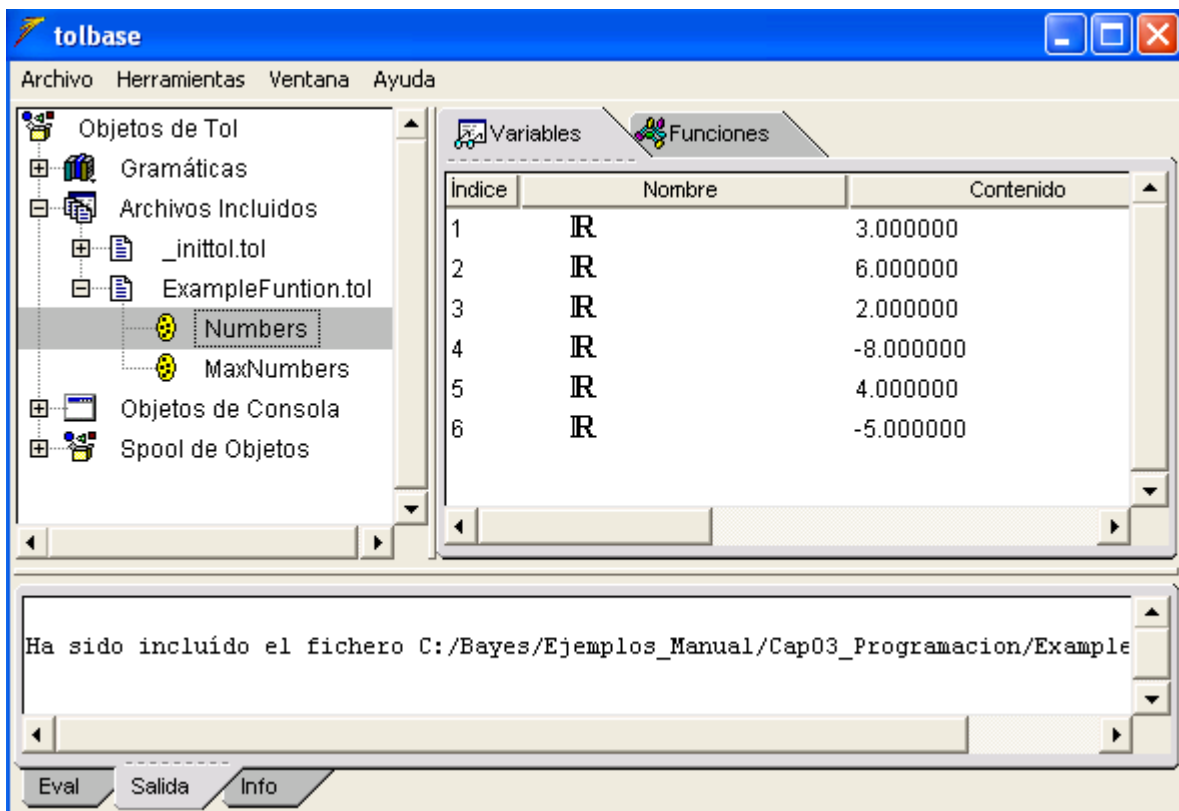 tolbase
Archivo Herramientas Ventana Ayuda
Objetos de Tol
Gramáticas
Archivos Incluidos
_inittol.tol
ExampleFuntion.tol
Numbers
MaxNumbers
Objetos de Consola
Spool de Objetos
Variables Funciones
Índice Nombre Contenido
1 ℝ 3.000000
2 ℝ 6.000000
3 ℝ 2.000000
4 ℝ -8.000000
5 ℝ 4.000000
6 ℝ -5.000000
Ha sido incluído el fichero C:/Bayes/Ejemplos_Manual/Cap03_Programacion/Example
Eval Salida Info